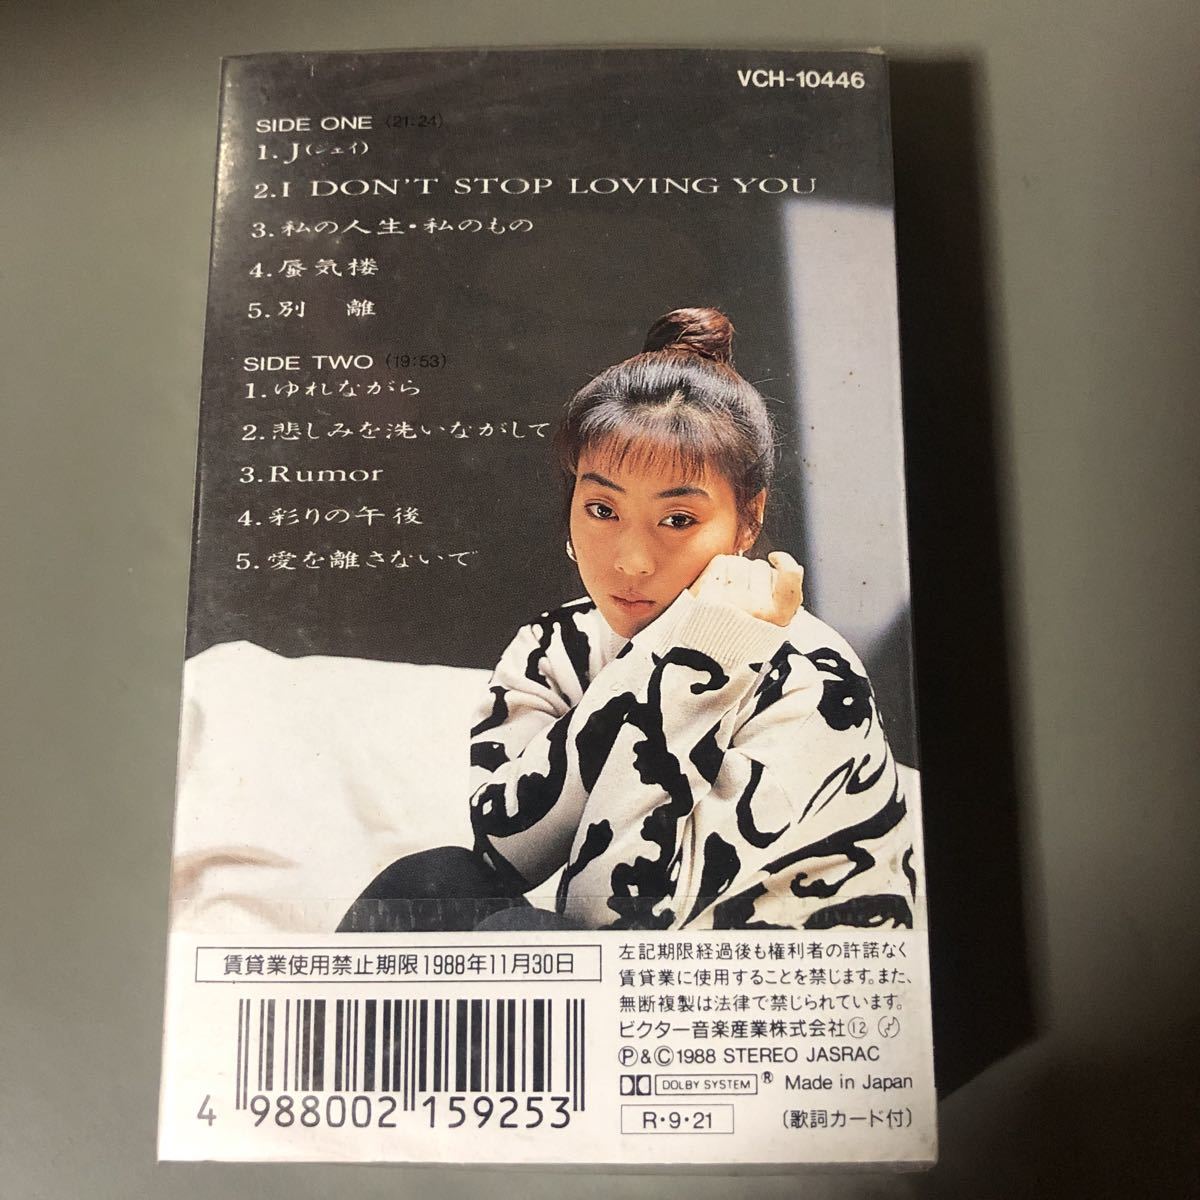 VCH-10446
SIDE ONE (21:24)
1. J(ジェイ)
2. I DON'T STOP LOVING YOU
3. 私の人生・私のもの
4. 蜃気楼
5. 別 離
SIDE TWO (19:53)
1. ゆれながら
2. 悲しみを洗いながして
3. Rumor
4. 彩りの午後
5. 愛を離さないで
賃貸業使用禁止期限1988年11月30日
左記期限経過後も権利者の許諾なく
賃貸業に使用することを禁じます。また、
無断複製は法律で禁じられています。
ビクター音楽産業株式会社⑫
Ⓟ&Ⓒ1988 STEREO JASRAC
DOLBY SYSTEM ® Made in Japan
R・9・21 (歌詞カード付)
4 988002 159253